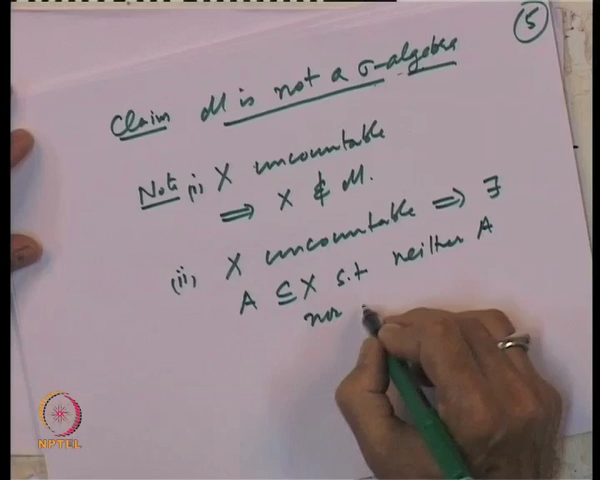 5
Claim M is not a σ-algebra
Note (i) X uncountable
⟹ X ∉ M.
(ii) X uncountable ⟹ ∃
A ⊆ X s.t neither A
nor
NPTEL